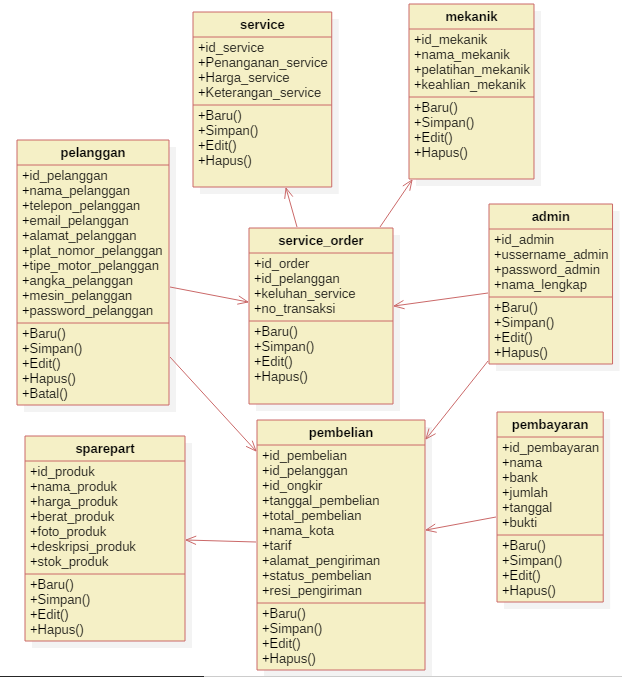 service
+id_service
+Penanganan_service
+Harga_service
+Keterangan_service
+Baru()
+Simpan()
+Edit()
+Hapus()
mekanik
+id_mekanik
+nama_mekanik
+pelatihan_mekanik
+keahlian_mekanik
+Baru()
+Simpan()
+Edit()
+Hapus()
pelanggan
+id_pelanggan
+nama_pelanggan
+telepon_pelanggan
+email_pelanggan
+alamat_pelanggan
+plat_nomor_pelanggan
+tipe_motor_pelanggan
+angka_pelanggan
+mesin_pelanggan
+password_pelanggan
+Baru()
+Simpan()
+Edit()
+Hapus()
+Batal()
service_order
+id_order
+id_pelanggan
+keluhan_service
+no_transaksi
+Baru()
+Simpan()
+Edit()
+Hapus()
admin
+id_admin
+ussername_admin
+password_admin
+nama_lengkap
+Baru()
+Simpan()
+Edit()
+Hapus()
sparepart
+id_produk
+nama_produk
+harga_produk
+berat_produk
+foto_produk
+deskripsi_produk
+stok_produk
+Baru()
+Simpan()
+Edit()
+Hapus()
pembelian
+id_pembelian
+id_pelanggan
+id_ongkir
+tanggal_pembelian
+total_pembelian
+nama_kota
+tarif
+alamat_pengiriman
+status_pembelian
+resi_pengiriman
+Baru()
+Simpan()
+Edit()
+Hapus()
pembayaran
+id_pembayaran
+nama
+bank
+jumlah
+tanggal
+bukti
+Baru()
+Simpan()
+Edit()
+Hapus()